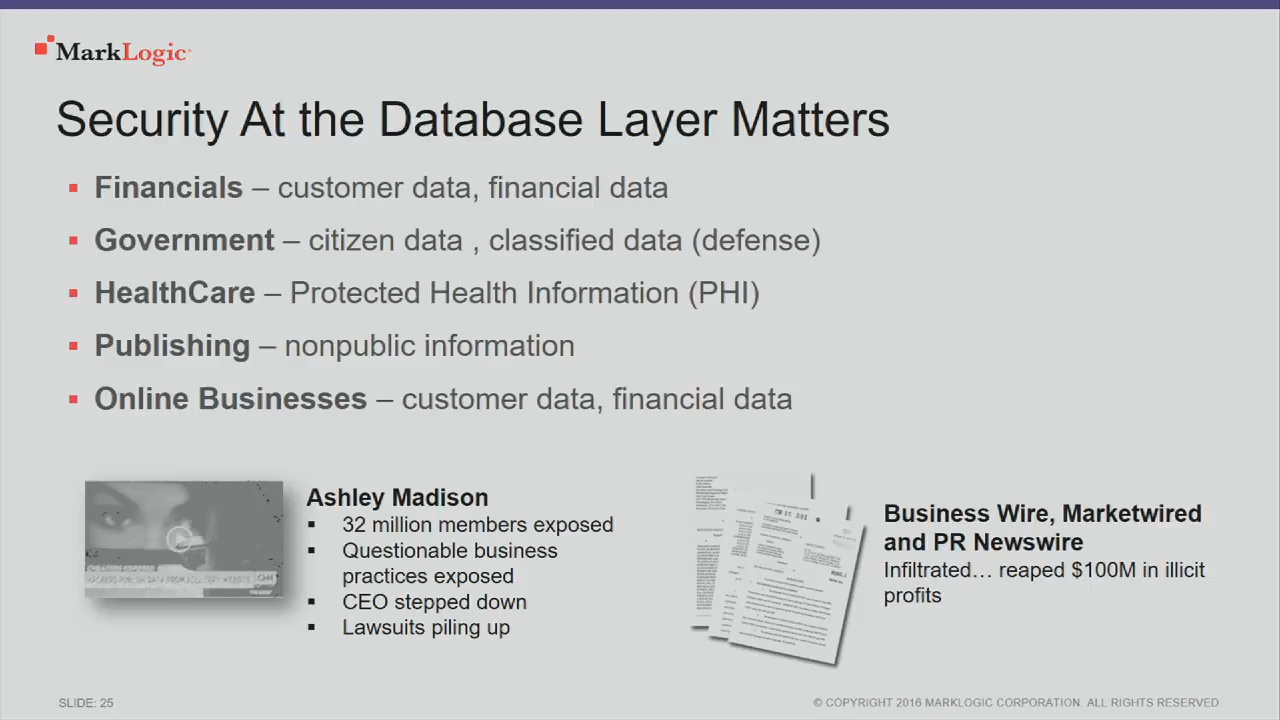 MarkLogic
Security At the Database Layer Matters
▪ Financials – customer data, financial data
▪ Government – citizen data , classified data (defense)
▪ HealthCare – Protected Health Information (PHI)
▪ Publishing – nonpublic information
▪ Online Businesses – customer data, financial data
Ashley Madison
▪ 32 million members exposed
▪ Questionable business
practices exposed
▪ CEO stepped down
▪ Lawsuits piling up
Business Wire, Marketwired
and PR Newswire
Infiltrated… reaped $100M in illicit
profits
SLIDE: 25
© COPYRIGHT 2016 MARKLOGIC CORPORATION. ALL RIGHTS RESERVED.